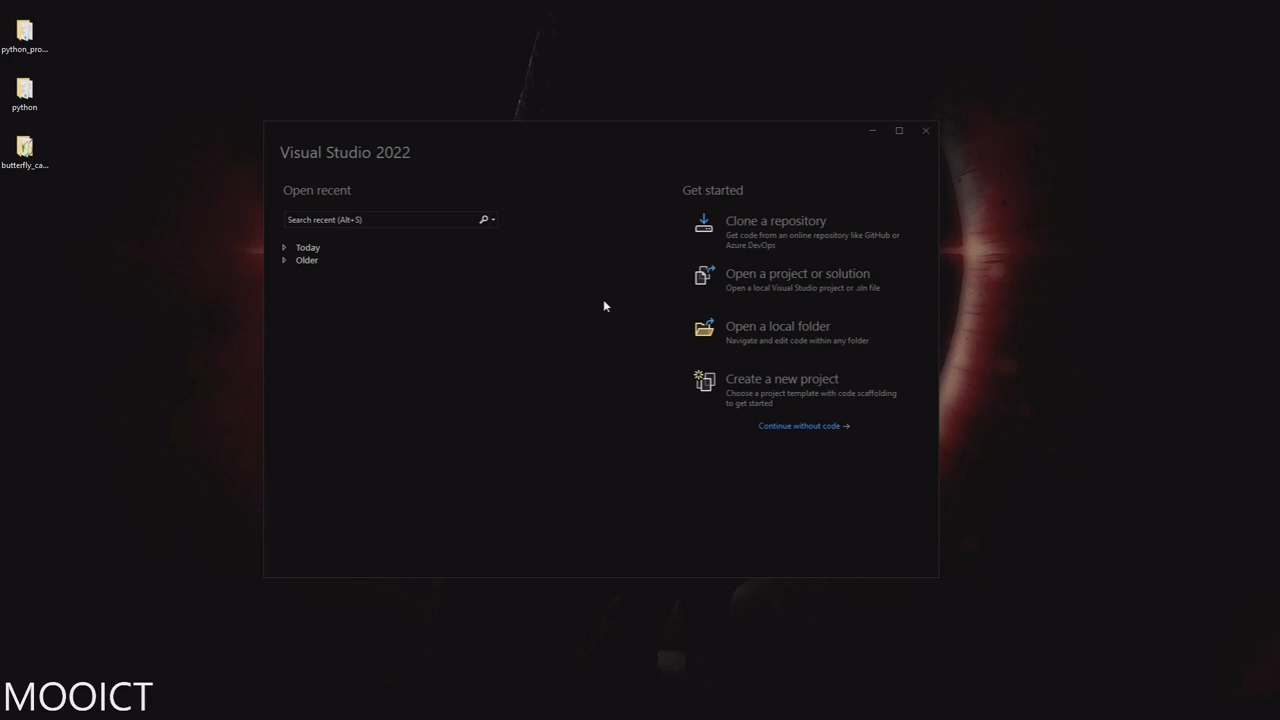 python_pro...
python
butterfly_ca...
Visual Studio 2022
Open recent
Search recent (Alt+S)
Today
Older
Get started
Clone a repository
Get code from an online repository like GitHub or
Azure DevOps
Open a project or solution
Open a local Visual Studio project or .sln file
Open a local folder
Navigate and edit code within any folder
Create a new project
Choose a project template with code scaffolding
to get started
Continue without code →
MOOICT